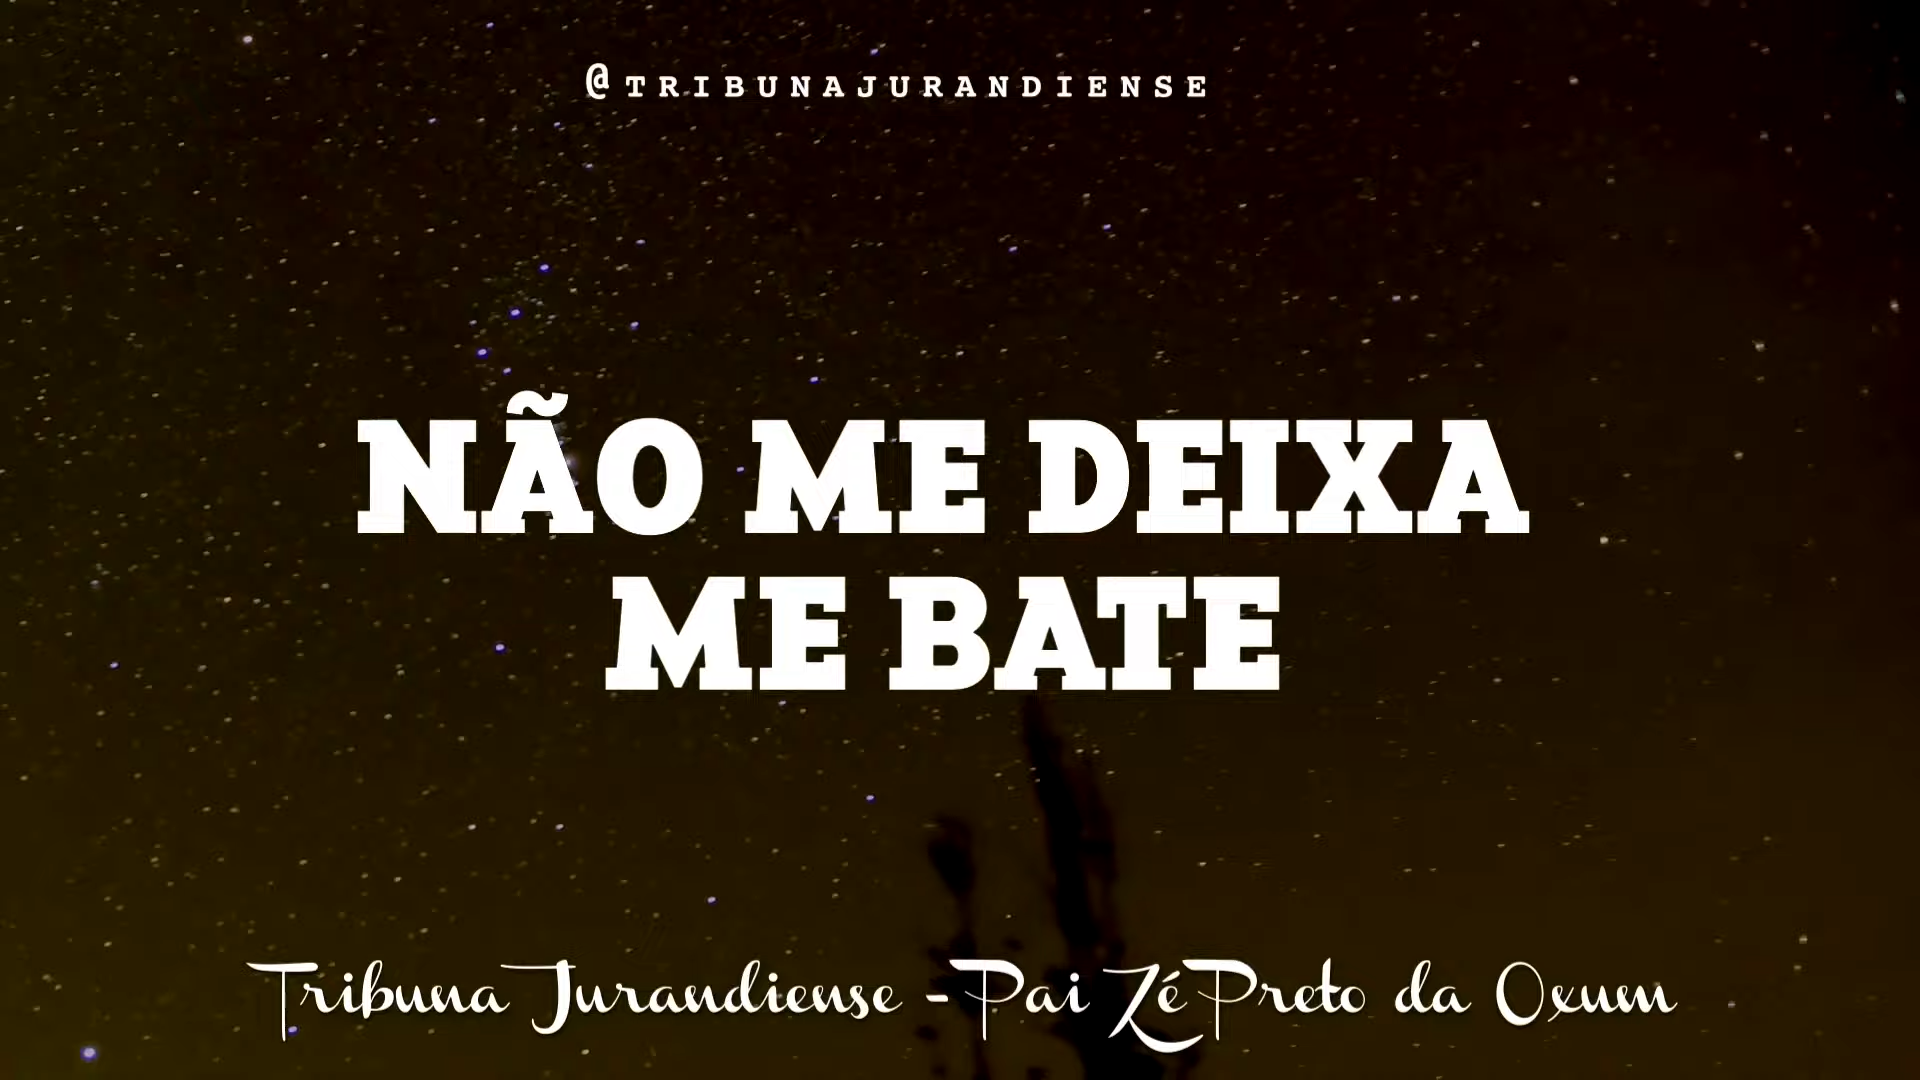 @TRIBUNAJURANDIENSE
NÃO ME DEIXA
ME BATE
Tribuna Jurandiense - Pai Zé Preto da Oxum